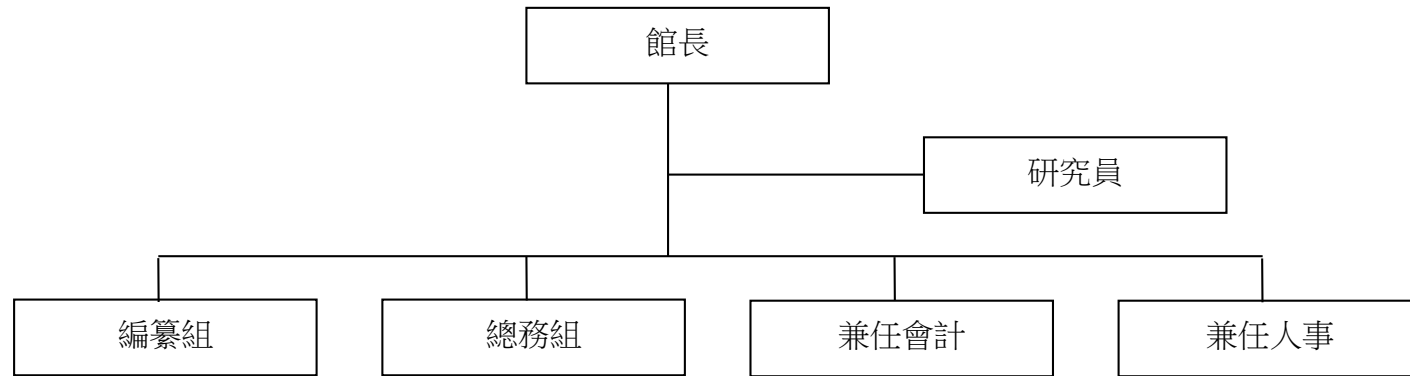 館長
研究員
編纂組
總務組
兼任會計
兼任人事